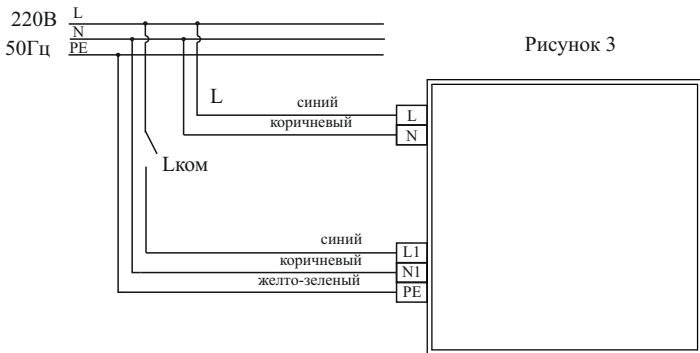 220В L
N
50Гц PE
Рисунок 3
L
синий
L
коричневый
N
Lком
синий
L1
коричневый
N1
желто-зеленый
PE